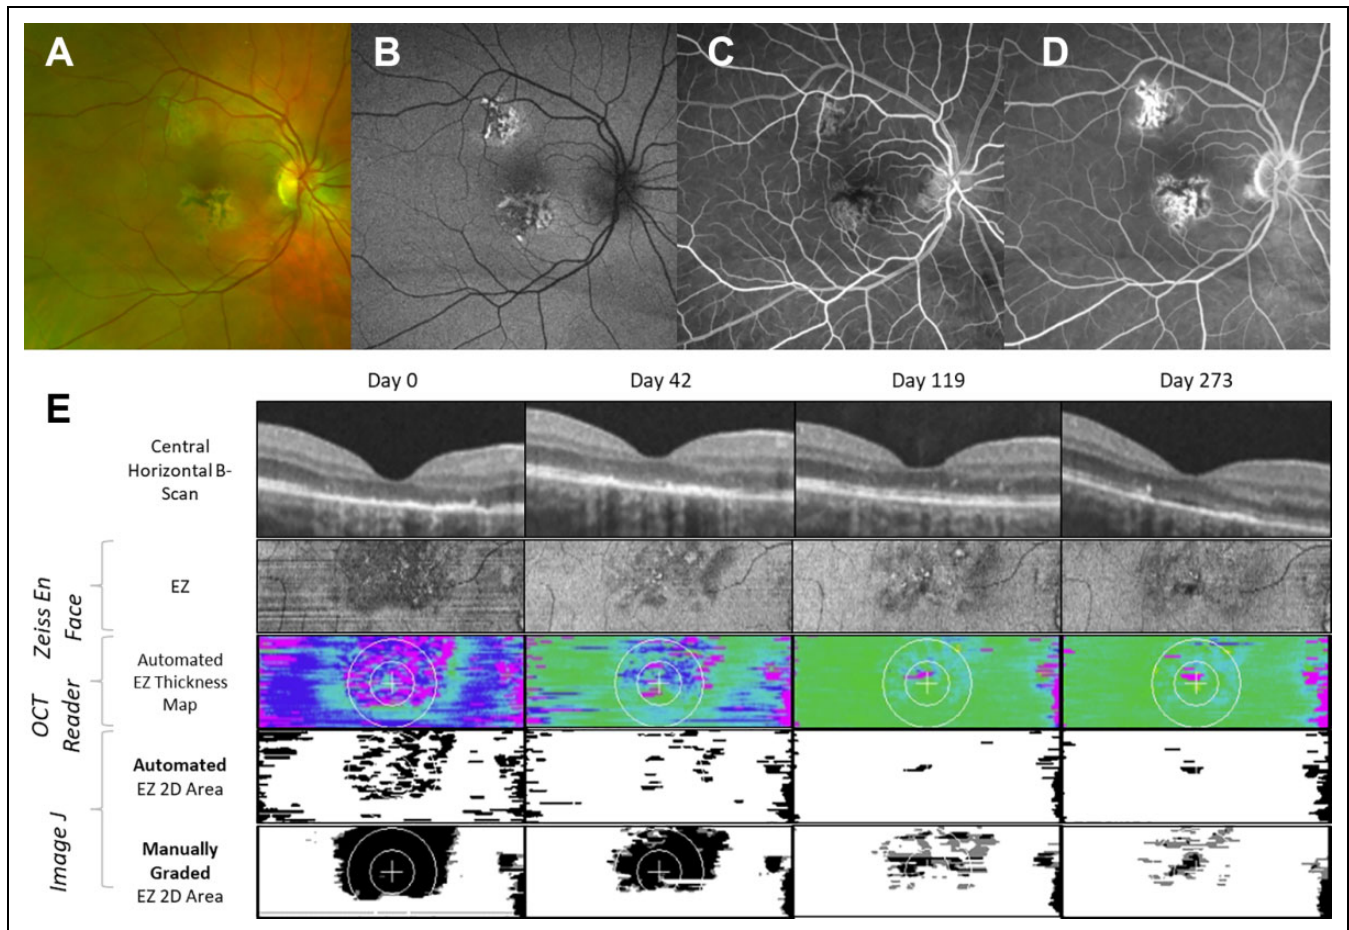 A
B
C
D
Day 0
Day 42
Day 119
Day 273
E
Central
Horizontal B-
Scan
Zeiss En
Face
EZ
OCT
Reader
Automated
EZ Thickness
Map
Image J
Automated
EZ 2D Area
Manually
Graded
EZ 2D Area